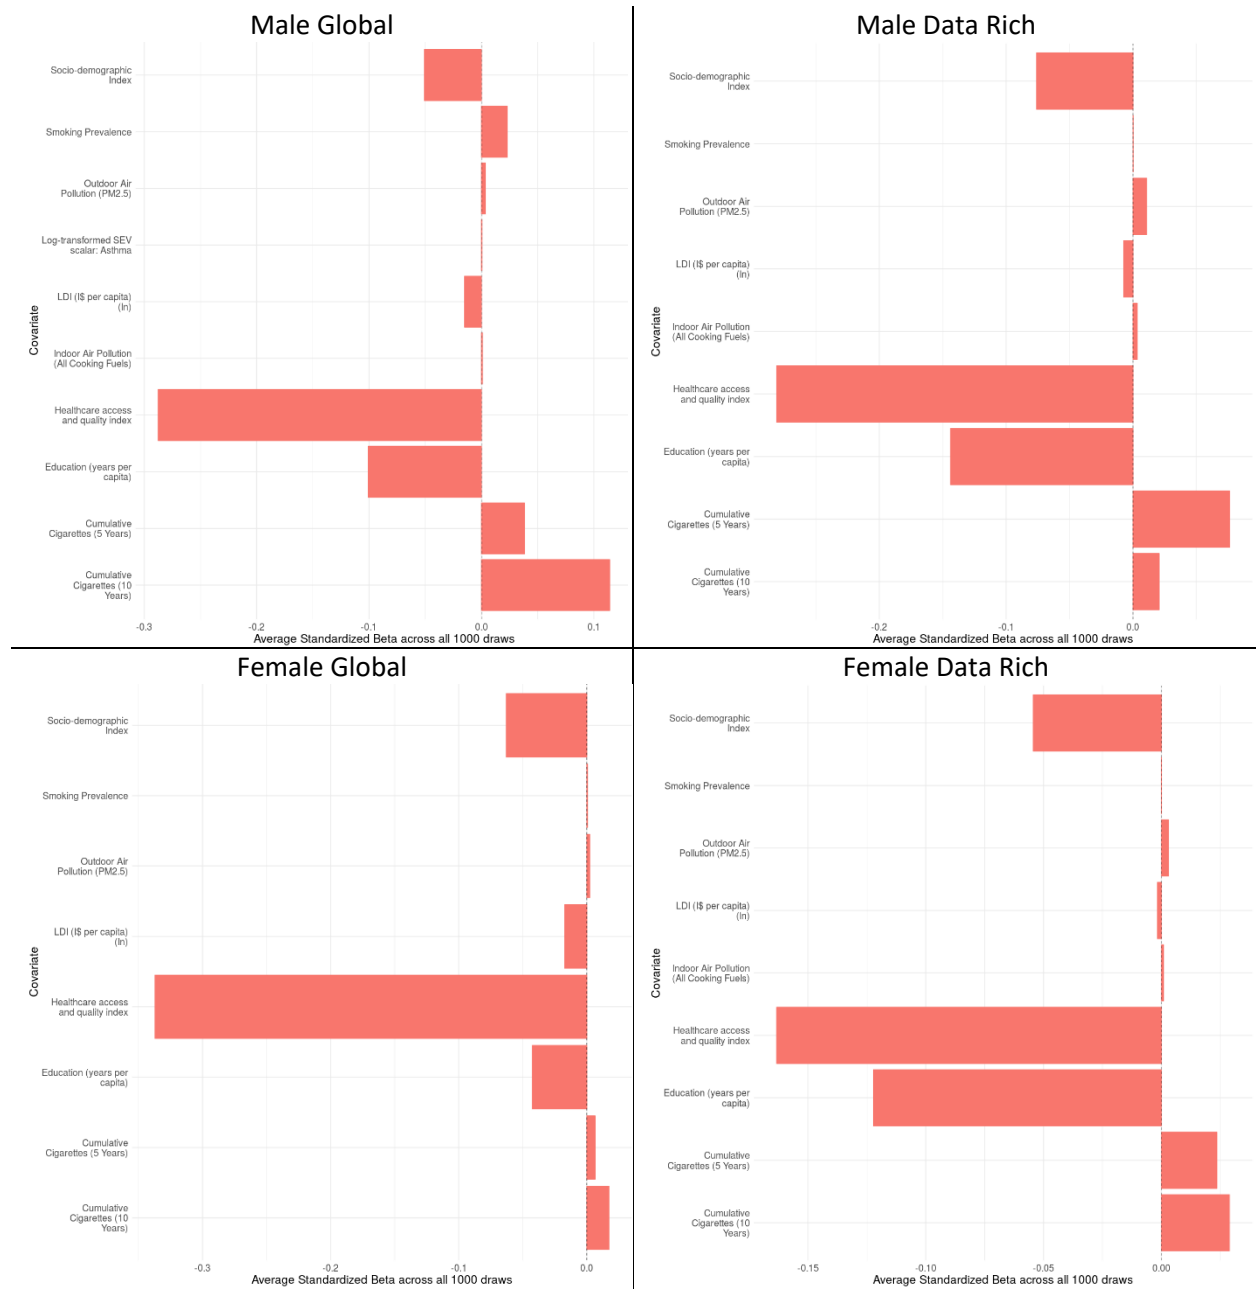 Male Global
Socio-demographic
Index
Smoking Prevalence
Outdoor Air
Pollution (PM2.5)
Log-transformed SEV
scalar: Asthma
LDI (I$ per capita)
(ln)
Indoor Air Pollution
(All Cooking Fuels)
Healthcare access
and quality index
Education (years per
capita)
Cumulative
Cigarettes (5 Years)
Cumulative
Cigarettes (10
Years)
Covariate
-0.3 -0.2 -0.1 0.0 0.1
Average Standardized Beta across all 1000 draws
Male Data Rich
Socio-demographic
Index
Smoking Prevalence
Outdoor Air
Pollution (PM2.5)
LDI (I$ per capita)
(ln)
Indoor Air Pollution
(All Cooking Fuels)
Healthcare access
and quality index
Education (years per
capita)
Cumulative
Cigarettes (5 Years)
Cumulative
Cigarettes (10
Years)
Covariate
-0.2 -0.1 0.0
Average Standardized Beta across all 1000 draws
Female Global
Socio-demographic
Index
Smoking Prevalence
Outdoor Air
Pollution (PM2.5)
LDI (I$ per capita)
(ln)
Healthcare access
and quality index
Education (years per
capita)
Cumulative
Cigarettes (5 Years)
Cumulative
Cigarettes (10
Years)
Covariate
-0.3 -0.2 -0.1 0.0
Average Standardized Beta across all 1000 draws
Female Data Rich
Socio-demographic
Index
Smoking Prevalence
Outdoor Air
Pollution (PM2.5)
LDI (I$ per capita)
(ln)
Indoor Air Pollution
(All Cooking Fuels)
Healthcare access
and quality index
Education (years per
capita)
Cumulative
Cigarettes (5 Years)
Cumulative
Cigarettes (10
Years)
Covariate
-0.15 -0.10 -0.05 0.00
Average Standardized Beta across all 1000 draws